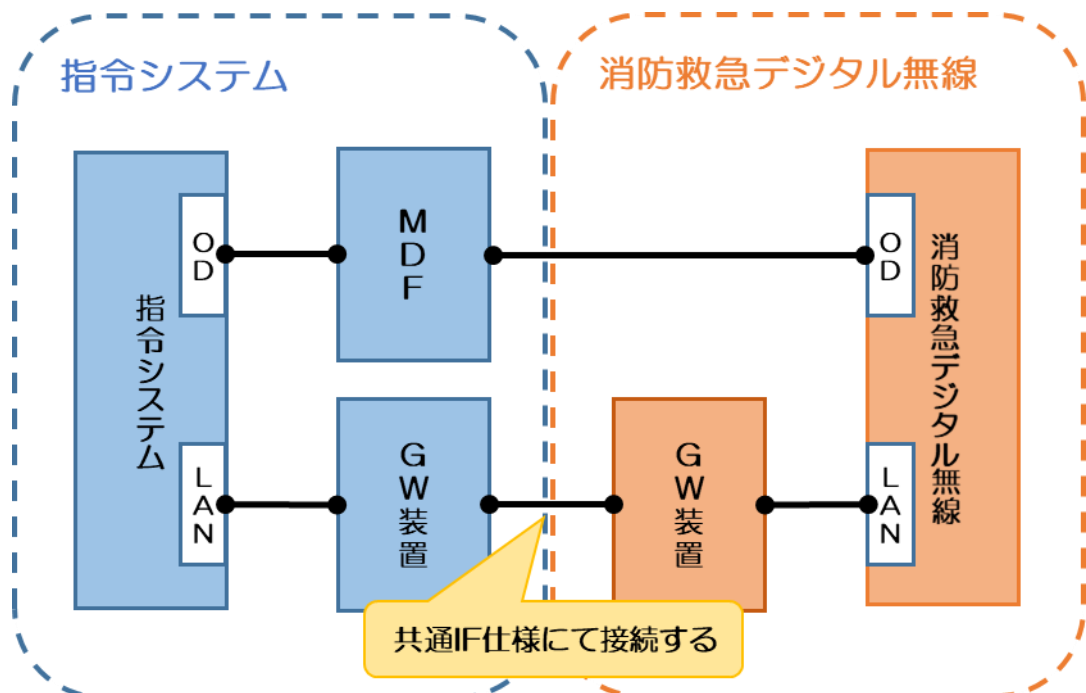 指令システム
消防救急デジタル無線
指令システム
OD
LAN
MDF
GW装置
GW装置
OD
LAN
消防救急デジタル無線
共通IF仕様にて接続する